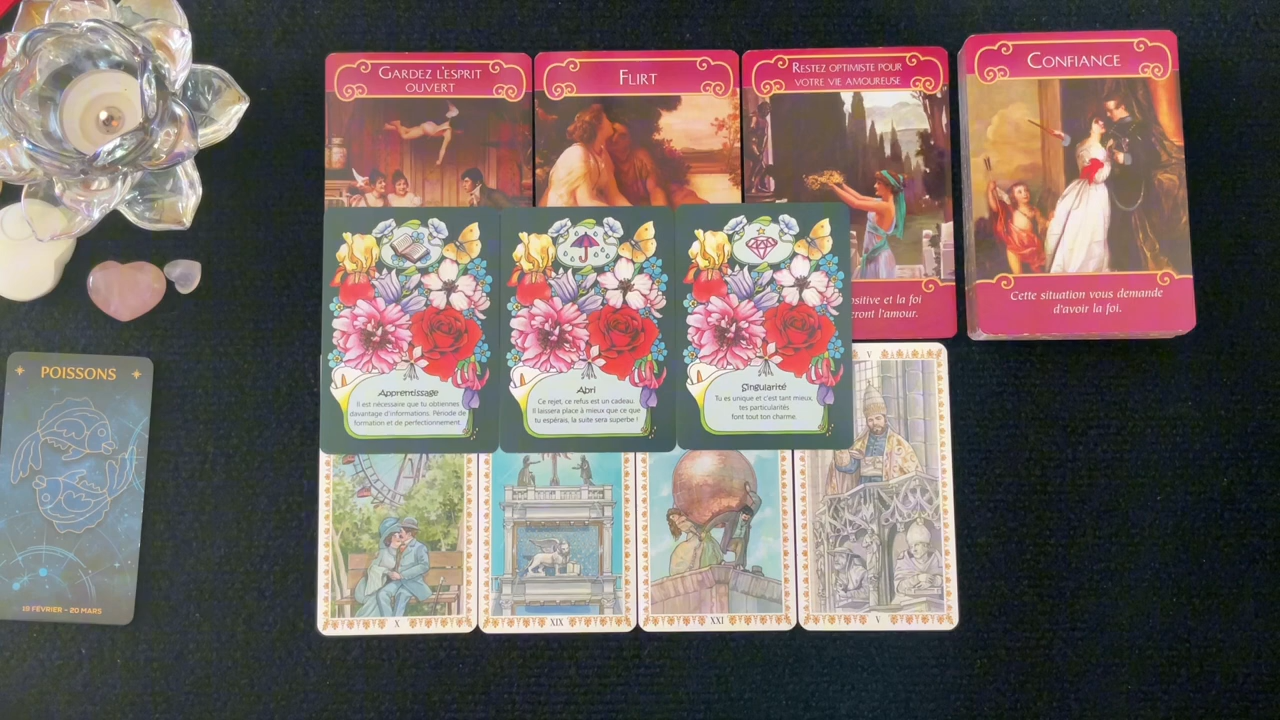 GARDEZ L'ESPRIT
OUVERT
FLIRT
RESTEZ OPTIMISTE POUR
VOTRE VIE AMOUREUSE
CONFIANCE
et la foi
l'amour.
Cette situation vous demande
d'avoir la foi.
Apprentissage
Il est nécessaire que tu obtiennes
davantage d'informations. Période de
formation et de perfectionnement.
Abri
Ce rejet, ce refus est un cadeau.
Il laissera place à mieux que ce que
tu espérais, la suite sera superbe !
Singularité
Tu es unique et c'est tant mieux,
tes particularités
font tout ton charme.
V
POISSONS
19 FÉVRIER - 20 MARS
X
XIX
XXI
V